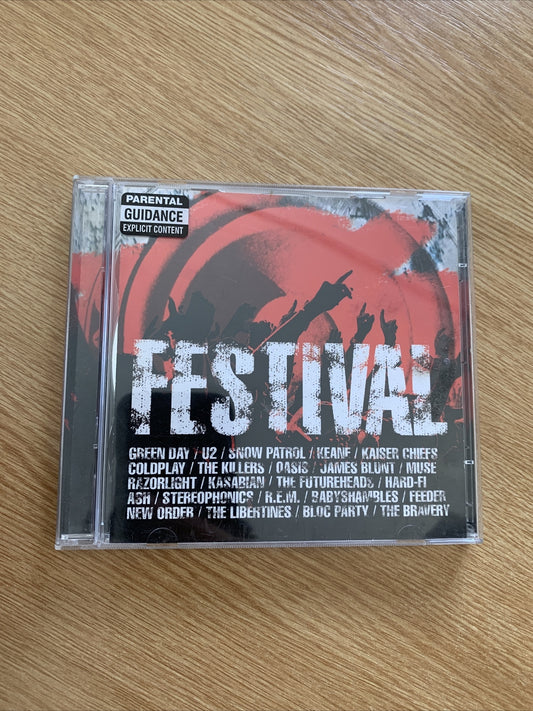 PARENTAL
GUIDANCE
EXPLICIT CONTENT
FESTIVAL
GREEN DAY / U2 / SNOW PATROL / KEANE / KAISER CHIEFS
COLDPLAY / THE KILLERS / OASIS / JAMES BLUNT / MUSE
RAZORLIGHT / KASABIAN / THE FUTUREHEADS / HARD-FI
ASH / STEREOPHONICS / R.E.M. / BABYSHAMBLES / FEEDER
NEW ORDER / THE LIBERTINES / BLOC PARTY / THE BRAVERY